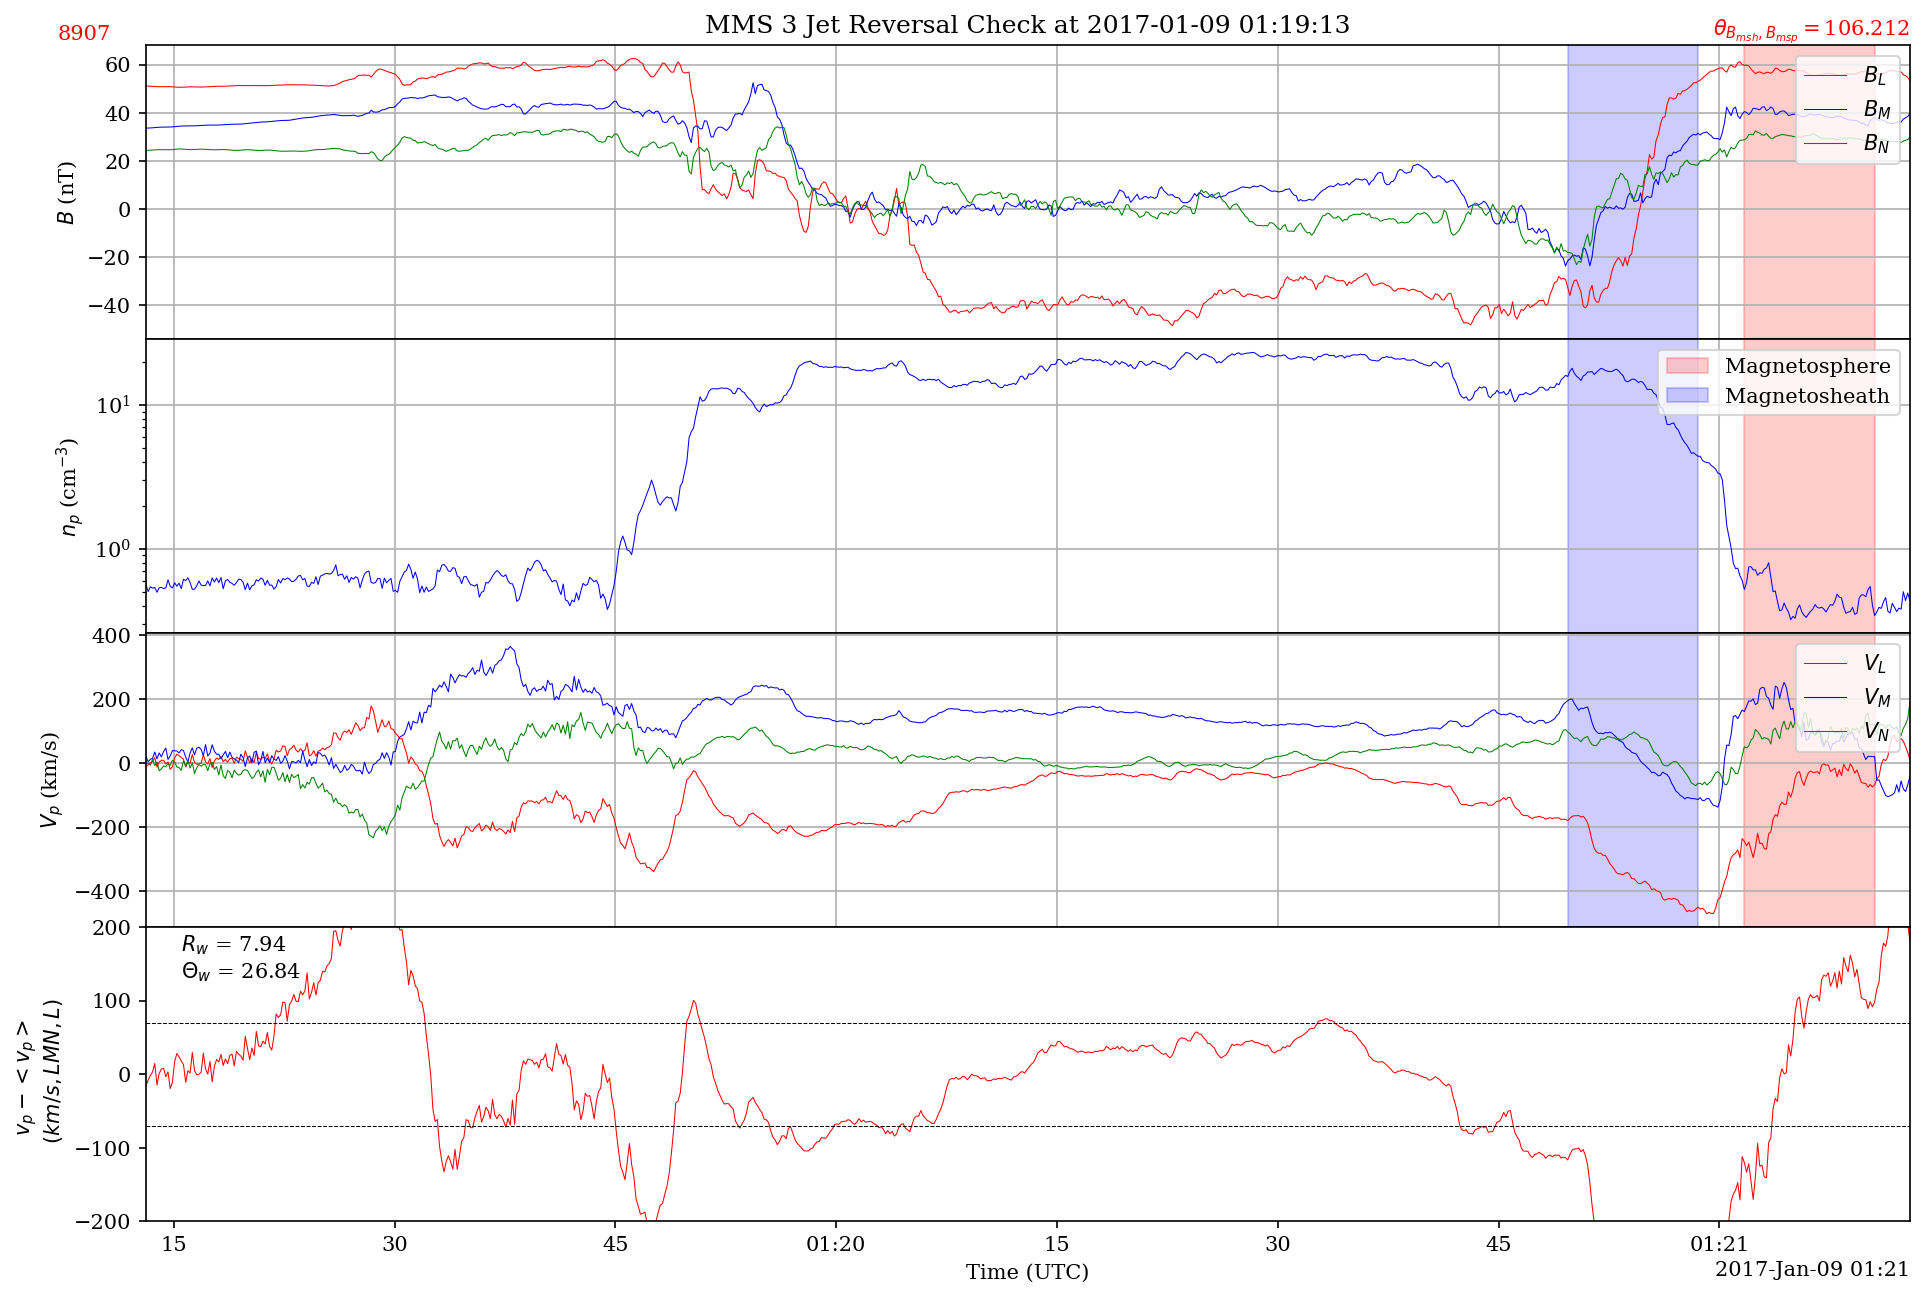 8907
MMS 3 Jet Reversal Check at 2017-01-09 01:19:13
θ_{B_{msh}, B_{msp}} = 106.212
B (nT)
60
40
20
0
−20
−40
B_L
B_M
B_N
n_p (cm^{−3})
10^1
10^0
Magnetosphere
Magnetosheath
V_p (km/s)
400
200
0
−200
−400
V_L
V_M
V_N
v_p − < v_p >
(km/s, LMN, L)
200
100
0
−100
−200
R_w = 7.94
Θ_w = 26.84
15
30
45
01:20
15
30
45
01:21
Time (UTC)
2017-Jan-09 01:21